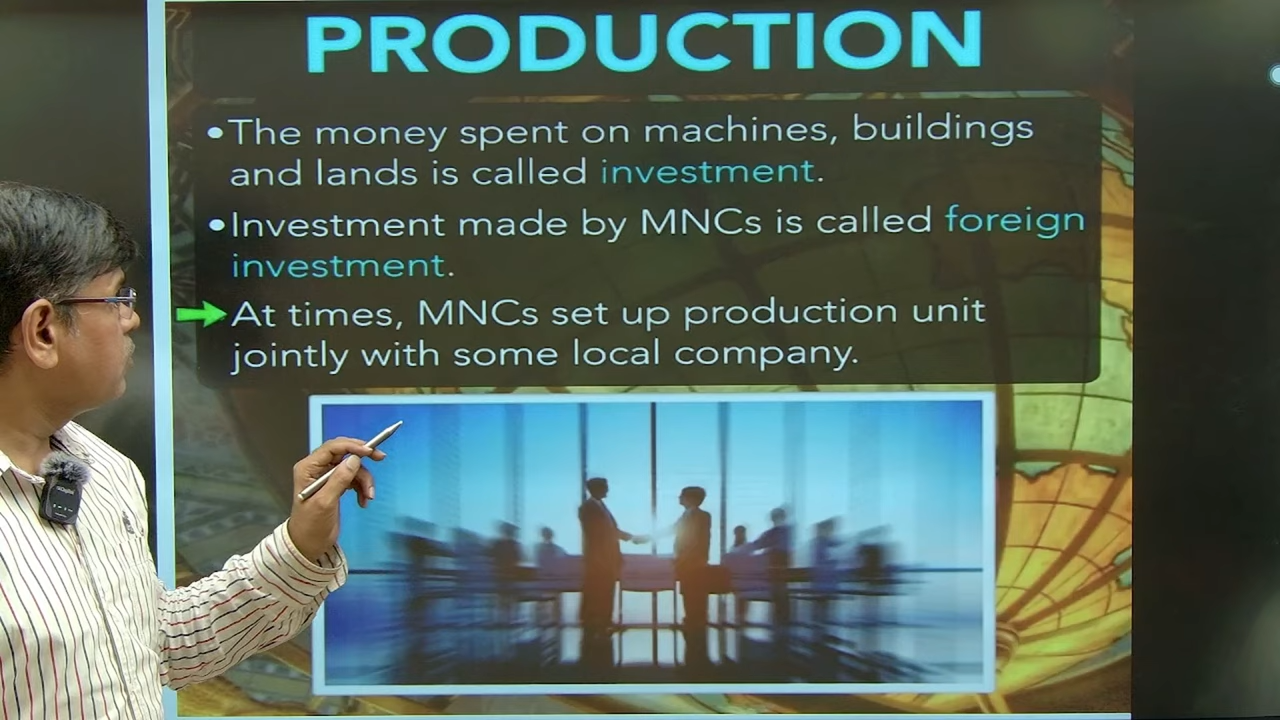 PRODUCTION
•The money spent on machines, buildings
and lands is called investment.
•Investment made by MNCs is called foreign
investment.
At times, MNCs set up production unit
jointly with some local company.